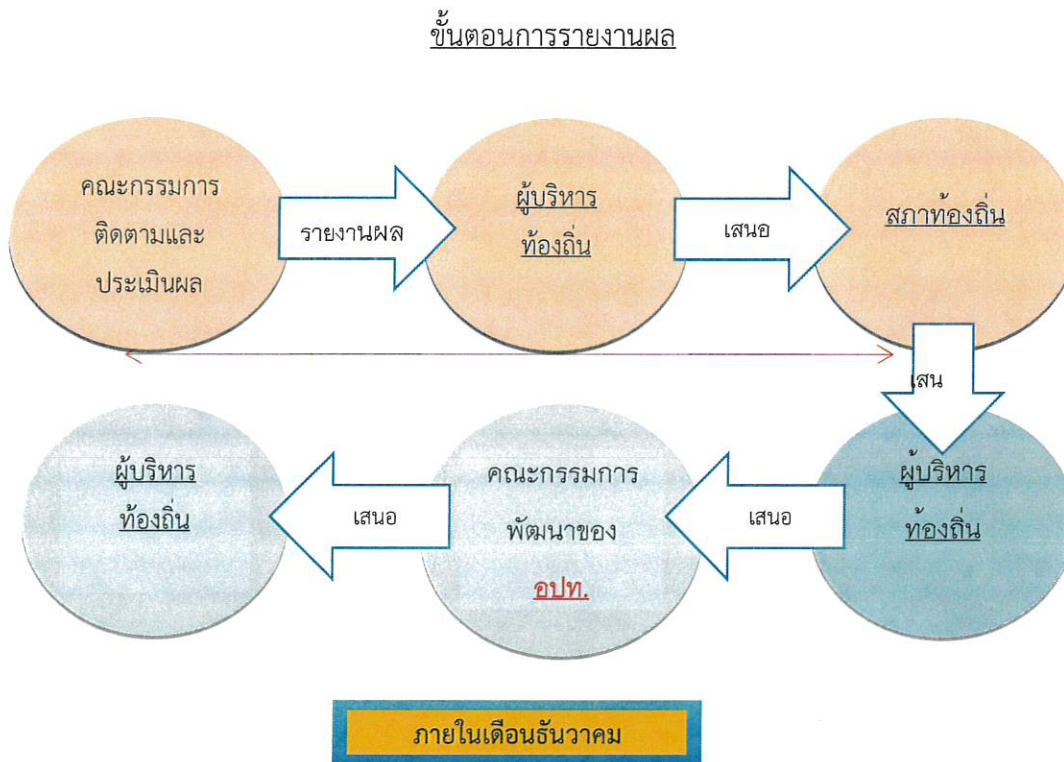 ขั้นตอนการรายงานผล
คณะกรรมการ
ติดตามและ
ประเมินผล
รายงานผล
ผู้บริหาร
ท้องถิ่น
เสนอ
สภาท้องถิ่น
เสน
ผู้บริหาร
ท้องถิ่น
เสนอ
คณะกรรมการ
พัฒนาของ
อปท.
เสนอ
ผู้บริหาร
ท้องถิ่น
ภายในเดือนธันวาคม